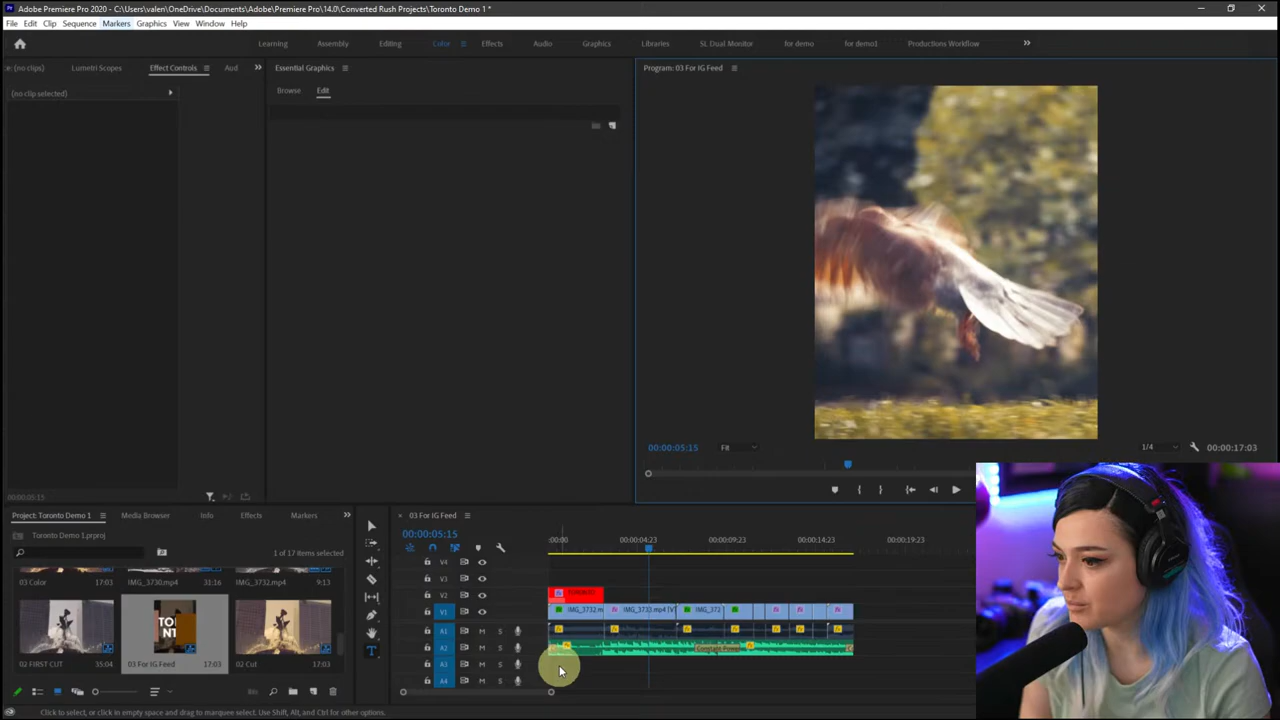 Adobe Premiere Pro 2020 - C:\Users\valen\OneDrive\Documents\Adobe\Premiere Pro\14.0\Converted Rush Projects\Toronto Demo 1 *
File Edit Clip Sequence Markers Graphics View Window Help
Learning Assembly Editing Color Effects Audio Graphics Libraries SL Dual Monitor for demo for demo1 Productions Workflow
e: (no clips) Lumetri Scopes Effect Controls Aud
Essential Graphics
Program: 03 For IG Feed
(no clip selected)
Browse Edit
00:00:05:15 Fit 1/4 00:00:17:03
00:00:05:15
Project: Toronto Demo 1 Media Browser Info Effects Markers
03 For IG Feed
Toronto Demo 1.prproj
00:00:05:15
:00:00 00:00:04:23 00:00:09:23 00:00:14:23 00:00:19:23
1 of 17 items selected
03 Color 17:03 IMG_3730.mp4 31:16 IMG_3732.mp4 9:13
V4
V3
V2
V1 IMG_3732.m IMG_3733.mp4 [V] IMG_372
A1 M S
A2 M S Constant Power
A3 M S
A4 M S
TO
NT
02 FIRST CUT 35:04 03 For IG Feed 17:03 02 Cut 17:03
Click to select, or click in empty space and drag to marquee select. Use Shift, Alt, and Ctrl for other options.